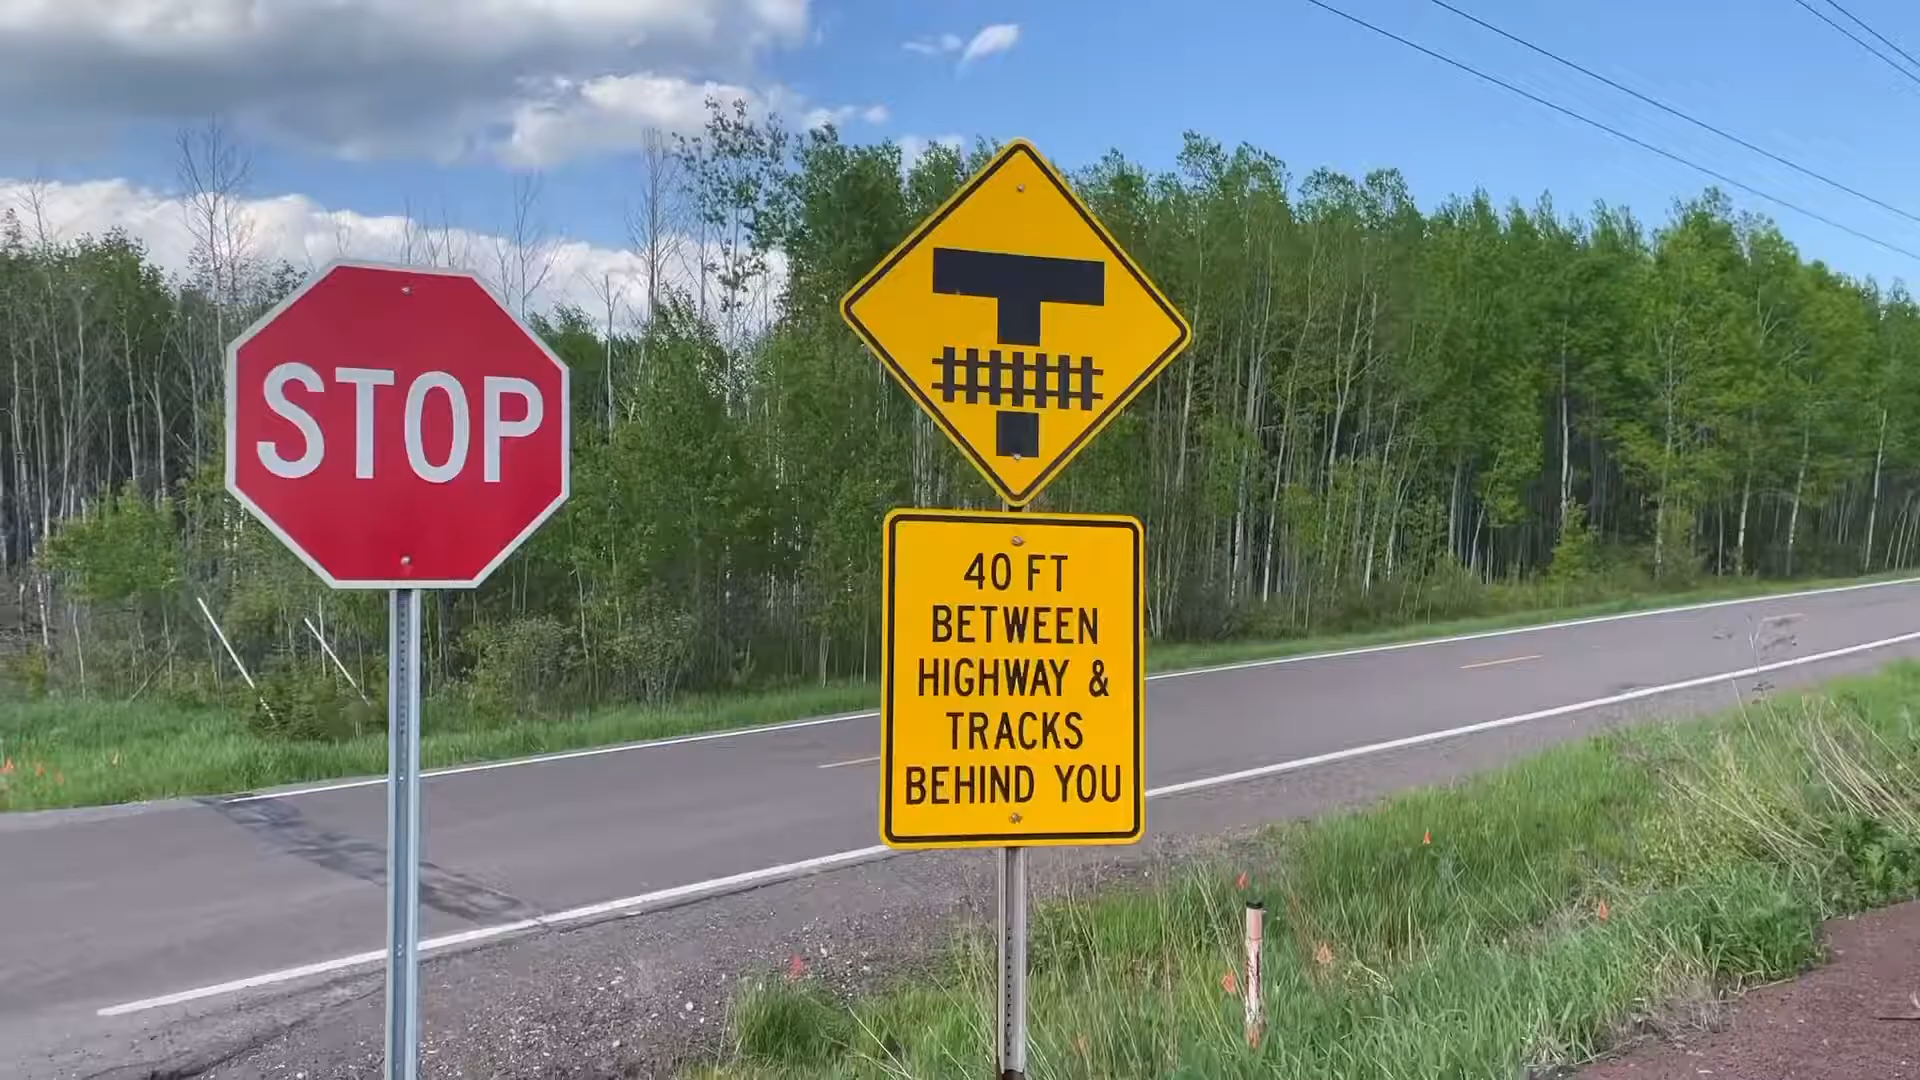 STOP
40 FT
BETWEEN
HIGHWAY &
TRACKS
BEHIND YOU